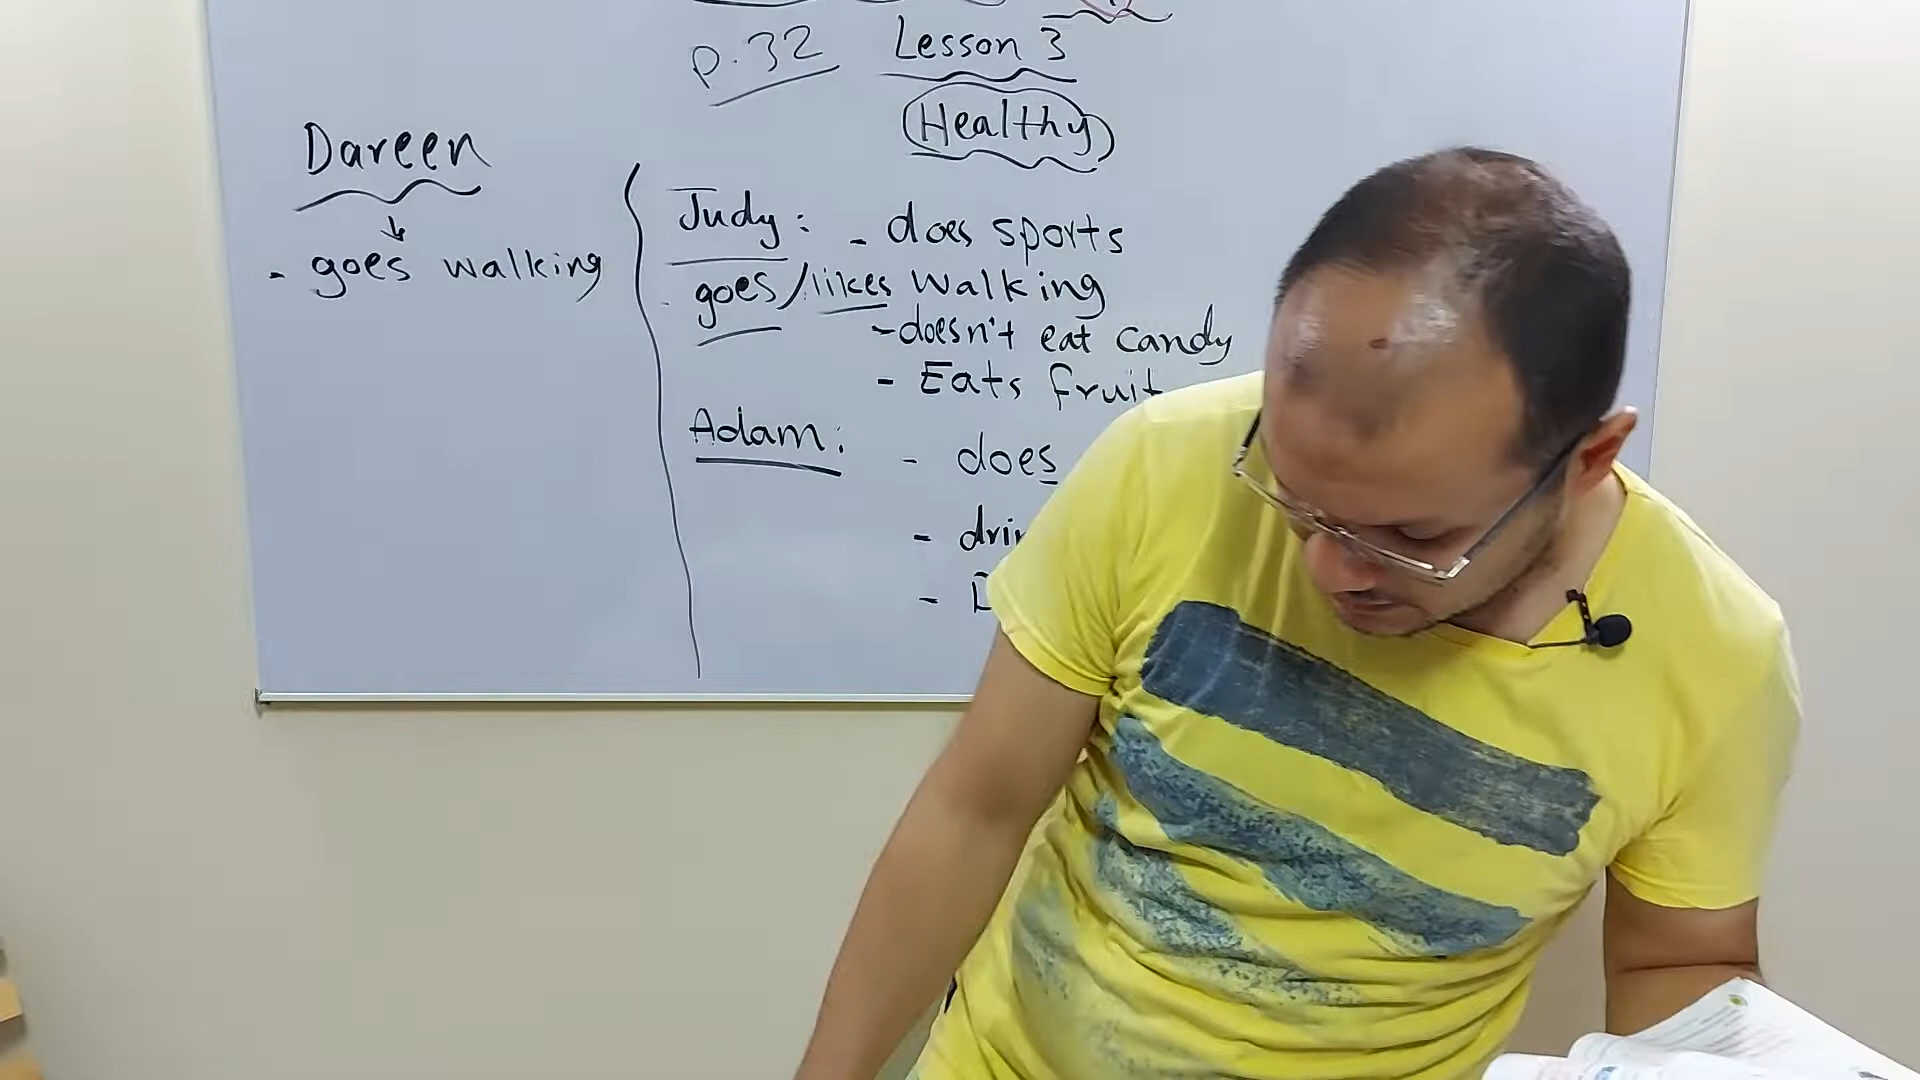 p.32 Lesson 3
Healthy
Dareen
- goes walking
Judy: - does sports
goes/likes walking
- doesn't eat candy
- Eats fruit
Adam: - does
-
-